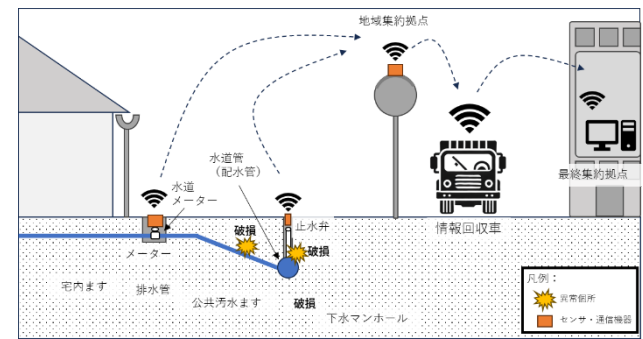 地域集約拠点
水道管
(配水管)
水道
メーター
最終集約拠点
情報回収車
止水弁
破損
破損
メーター
宅内ます
排水管
公共汚水ます
破損
下水マンホール
凡例：
異常個所
センサ・通信機器